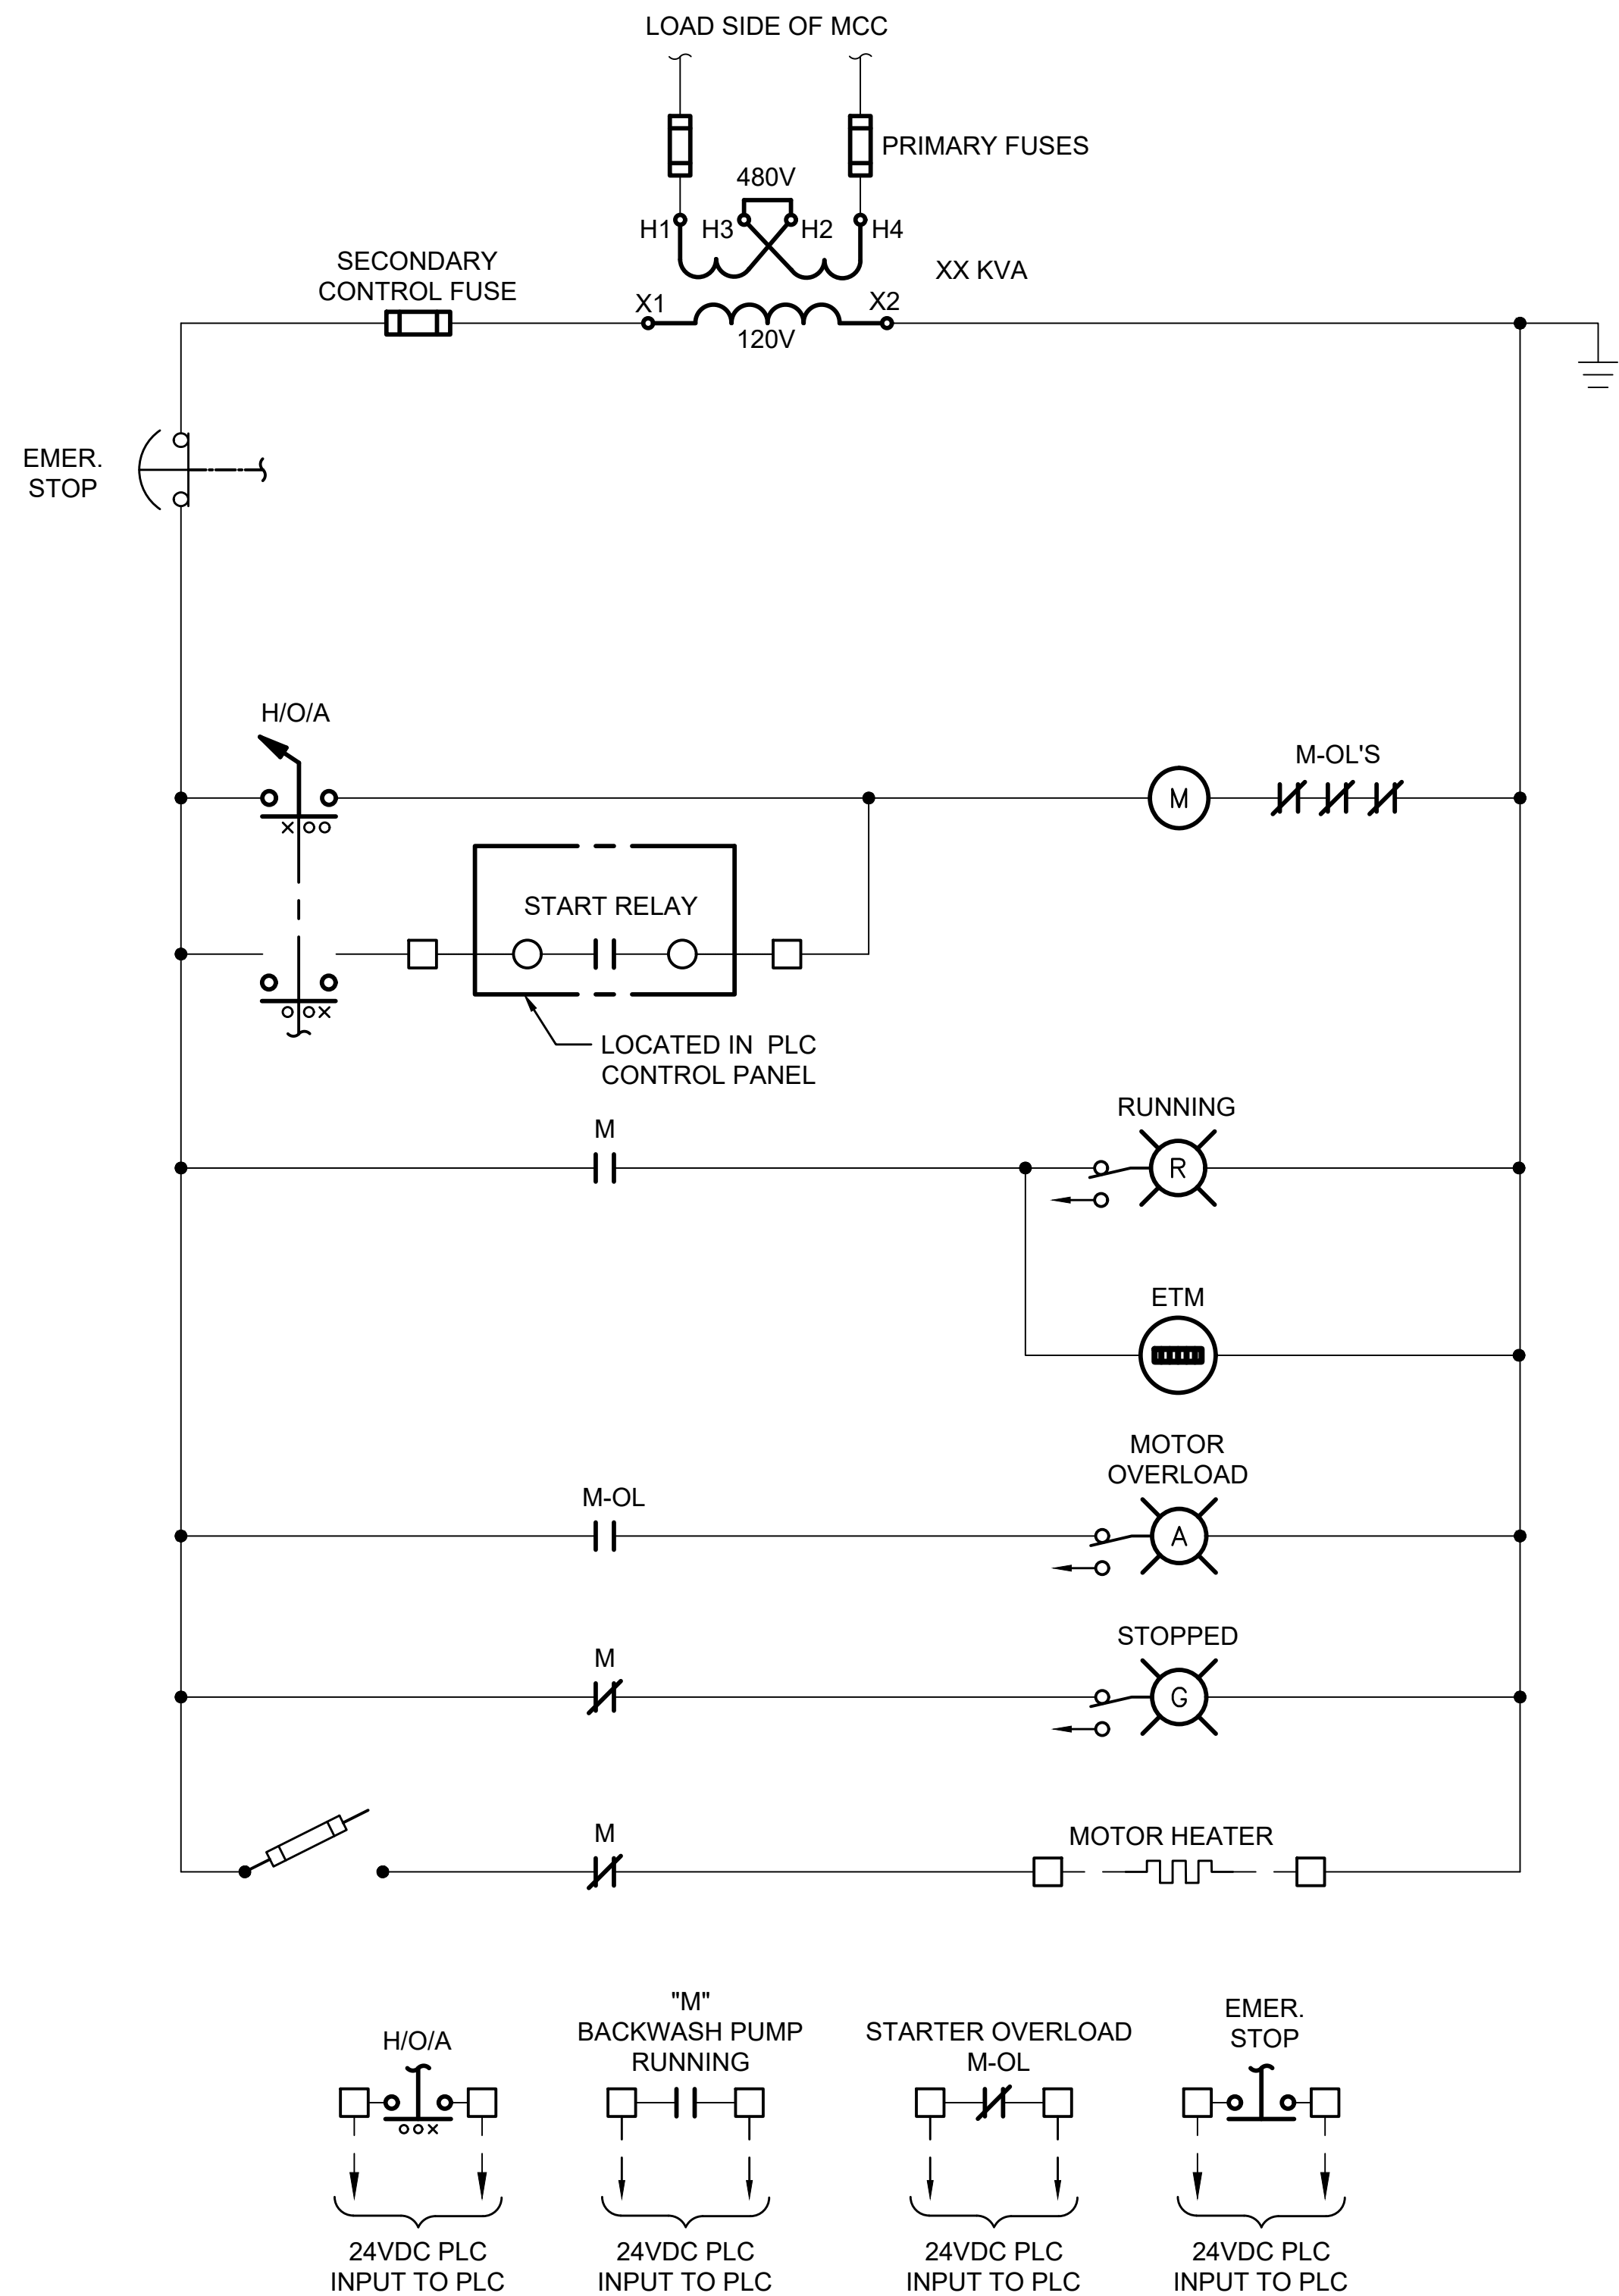 LOAD SIDE OF MCC
PRIMARY FUSES
480V
H1 H3 H2 H4
SECONDARY
CONTROL FUSE
XX KVA
X1 X2
120V
EMER.
STOP
H/O/A
M-OL'S
M
XOO
START RELAY
OOX
LOCATED IN PLC
CONTROL PANEL
RUNNING
M
R
ETM
MOTOR
OVERLOAD
M-OL
A
STOPPED
M
G
M
MOTOR HEATER
H/O/A
OOX
24VDC PLC
INPUT TO PLC
"M"
BACKWASH PUMP
RUNNING
24VDC PLC
INPUT TO PLC
STARTER OVERLOAD
M-OL
24VDC PLC
INPUT TO PLC
EMER.
STOP
24VDC PLC
INPUT TO PLC